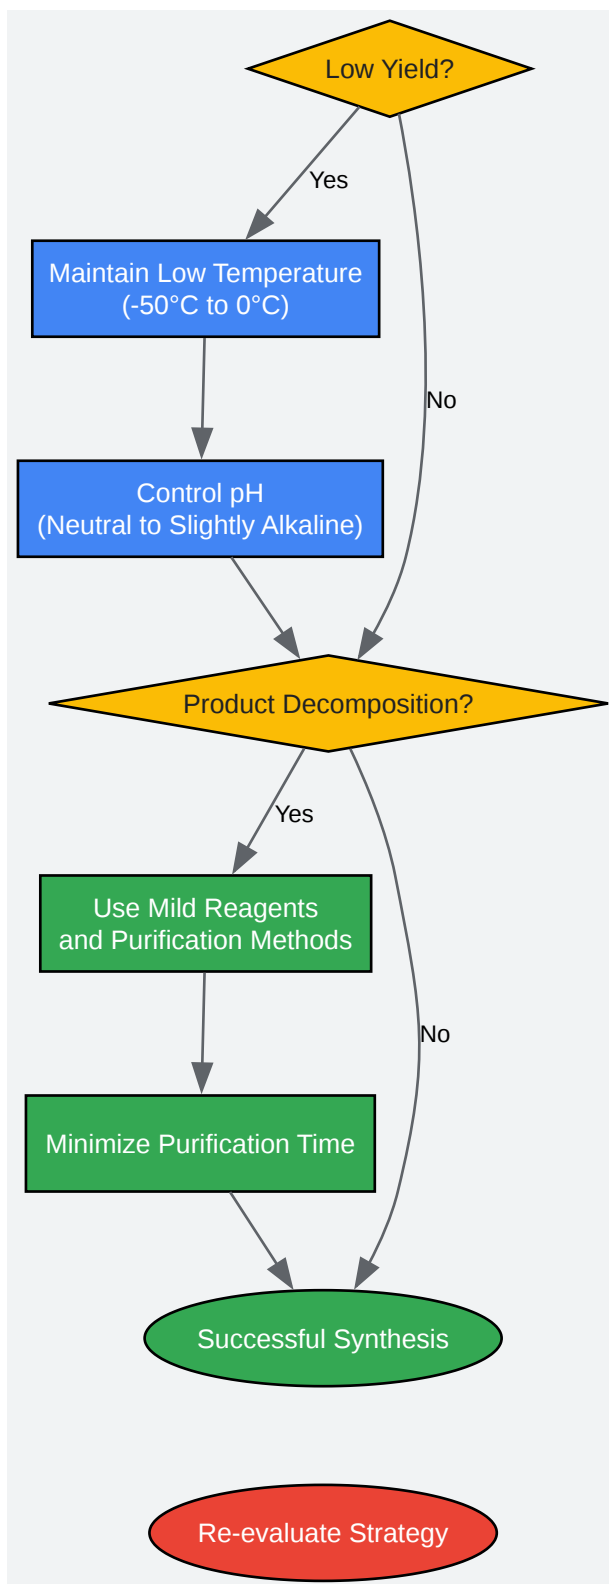 Low Yield?
Yes
Maintain Low Temperature
(-50°C to 0°C)
No
Control pH
(Neutral to Slightly Alkaline)
Product Decomposition?
Yes
Use Mild Reagents
and Purification Methods
No
Minimize Purification Time
Successful Synthesis
Re-evaluate Strategy